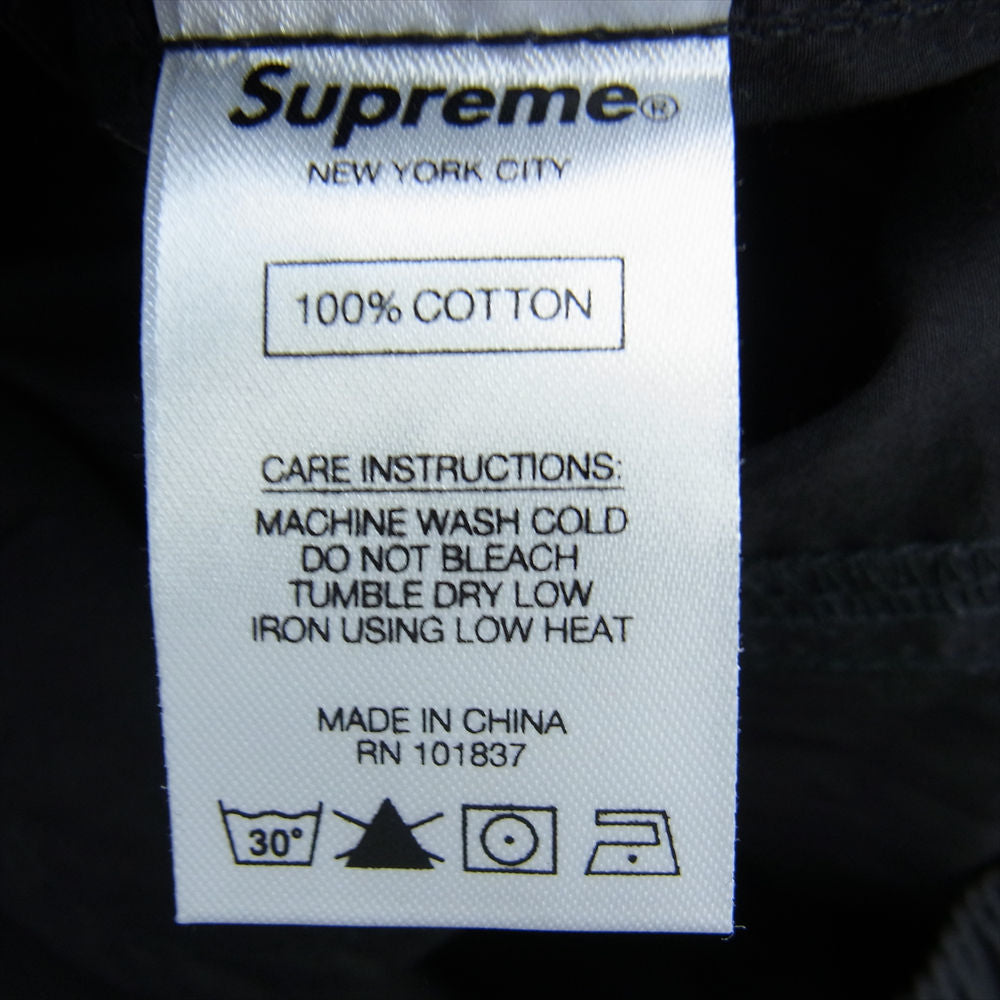 Supreme®
NEW YORK CITY
100% COTTON
CARE INSTRUCTIONS:
MACHINE WASH COLD
DO NOT BLEACH
TUMBLE DRY LOW
IRON USING LOW HEAT
MADE IN CHINA
RN 101837
30°